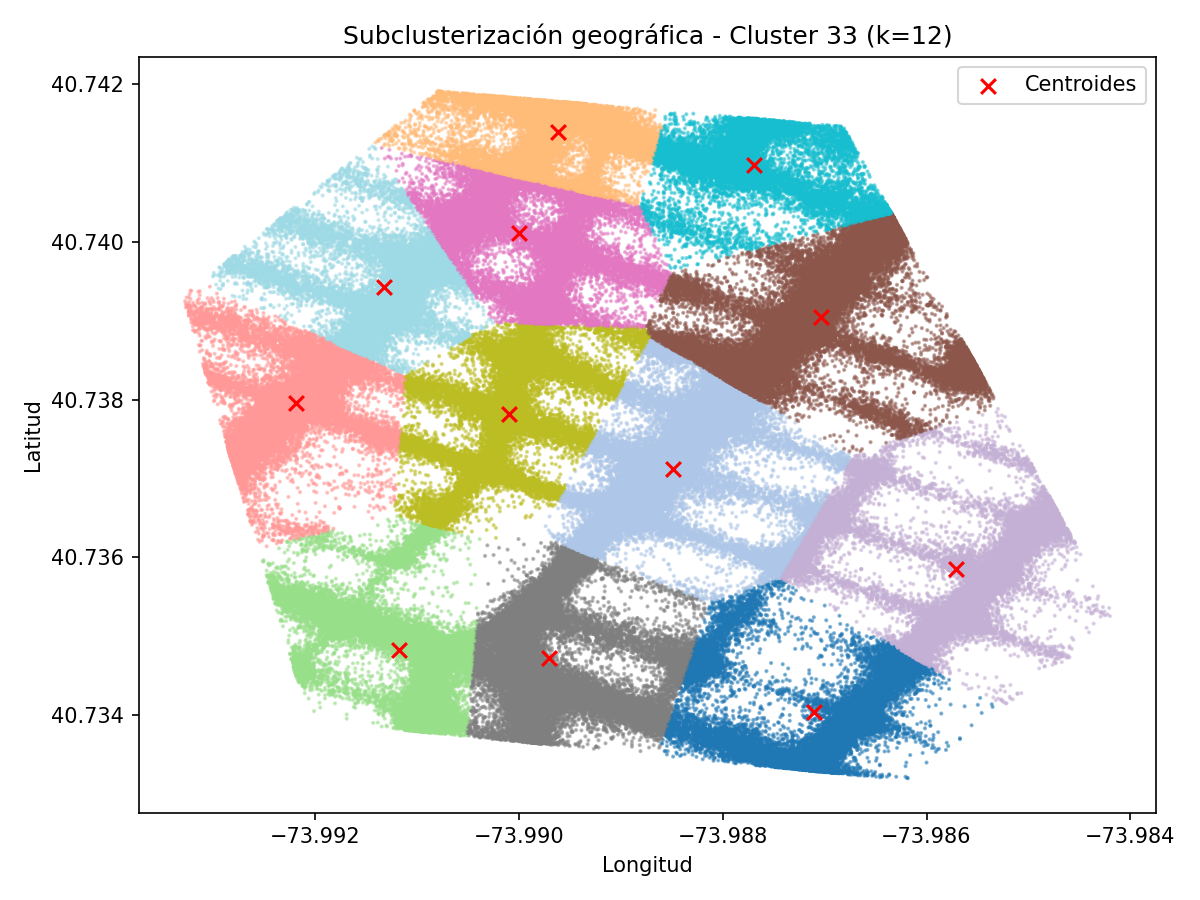 Subclusterización geográfica - Cluster 33 (k=12)
Centroides
40.742
40.740
40.738
40.736
40.734
Latitud
−73.992
−73.990
−73.988
−73.986
−73.984
Longitud